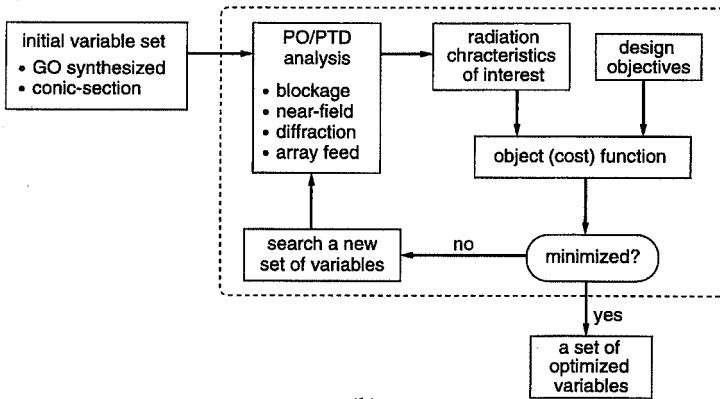 initial variable set
• GO synthesized
• conic-section
PO/PTD
analysis
• blockage
• near-field
• diffraction
• array feed
radiation
chracteristics
of interest
design
objectives
object (cost) function
minimized?
no
search a new
set of variables
yes
a set of
optimized
variables